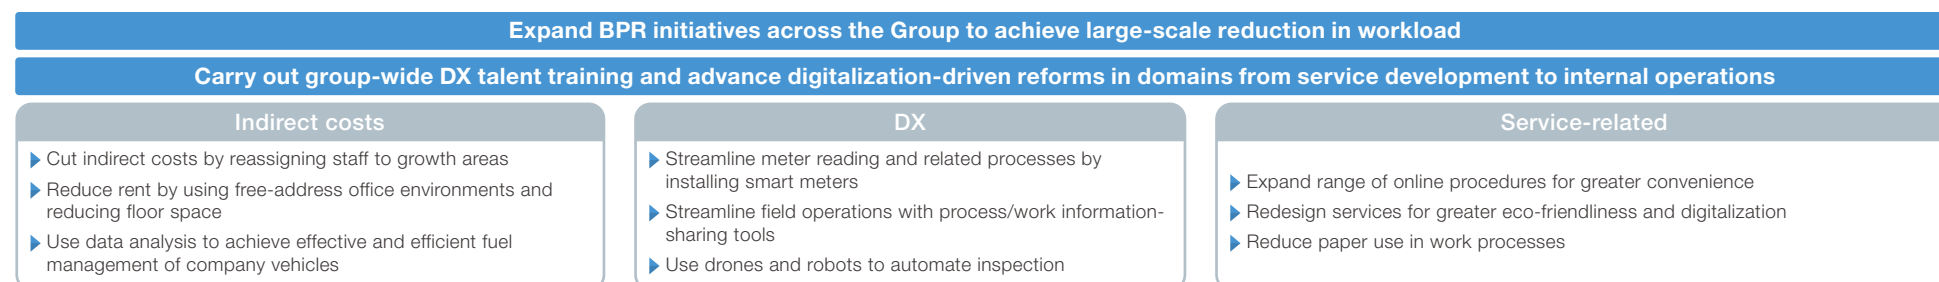 Expand BPR initiatives across the Group to achieve large-scale reduction in workload
Carry out group-wide DX talent training and advance digitalization-driven reforms in domains from service development to internal operations
Indirect costs
Cut indirect costs by reassigning staff to growth areas
Reduce rent by using free-address office environments and
reducing floor space
Use data analysis to achieve effective and efficient fuel
management of company vehicles
DX
Streamline meter reading and related processes by
installing smart meters
Streamline field operations with process/work information-
sharing tools
Use drones and robots to automate inspection
Service-related
Expand range of online procedures for greater convenience
Redesign services for greater eco-friendliness and digitalization
Reduce paper use in work processes